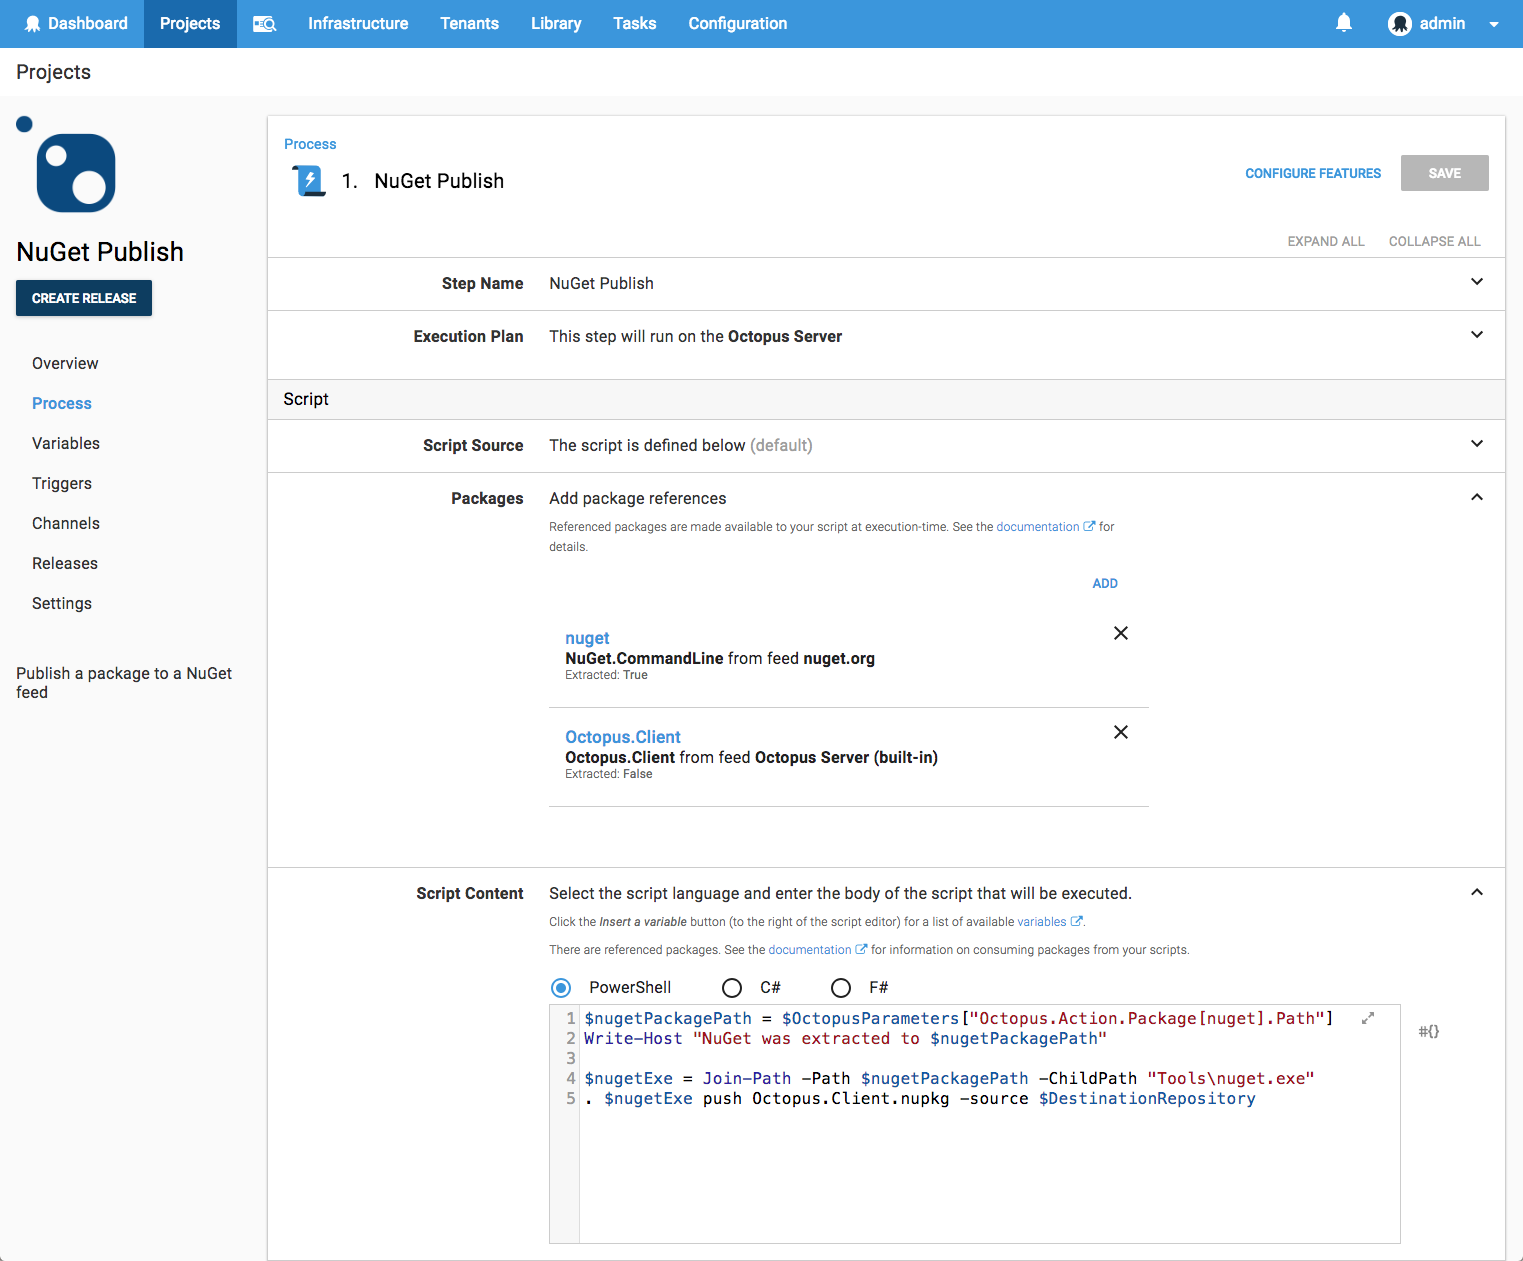 Dashboard Projects Infrastructure Tenants Library Tasks Configuration admin
Projects
NuGet Publish
CREATE RELEASE
Overview
Process
Variables
Triggers
Channels
Releases
Settings
Publish a package to a NuGet
feed
Process
1. NuGet Publish
CONFIGURE FEATURES SAVE
EXPAND ALL COLLAPSE ALL
Step Name NuGet Publish
Execution Plan This step will run on the Octopus Server
Script
Script Source The script is defined below (default)
Packages Add package references
Referenced packages are made available to your script at execution-time. See the documentation for
details.
ADD
nuget
NuGet.CommandLine from feed nuget.org
Extracted: True
Octopus.Client
Octopus.Client from feed Octopus Server (built-in)
Extracted: False
Script Content Select the script language and enter the body of the script that will be executed.
Click the Insert a variable button (to the right of the script editor) for a list of available variables.
There are referenced packages. See the documentation for information on consuming packages from your scripts.
PowerShell C# F#
1 $nugetPackagePath = $OctopusParameters["Octopus.Action.Package[nuget].Path"]
2 Write-Host "NuGet was extracted to $nugetPackagePath"
3
4 $nugetExe = Join-Path -Path $nugetPackagePath -ChildPath "Tools\nuget.exe"
5 . $nugetExe push Octopus.Client.nupkg -source $DestinationRepository
#{}